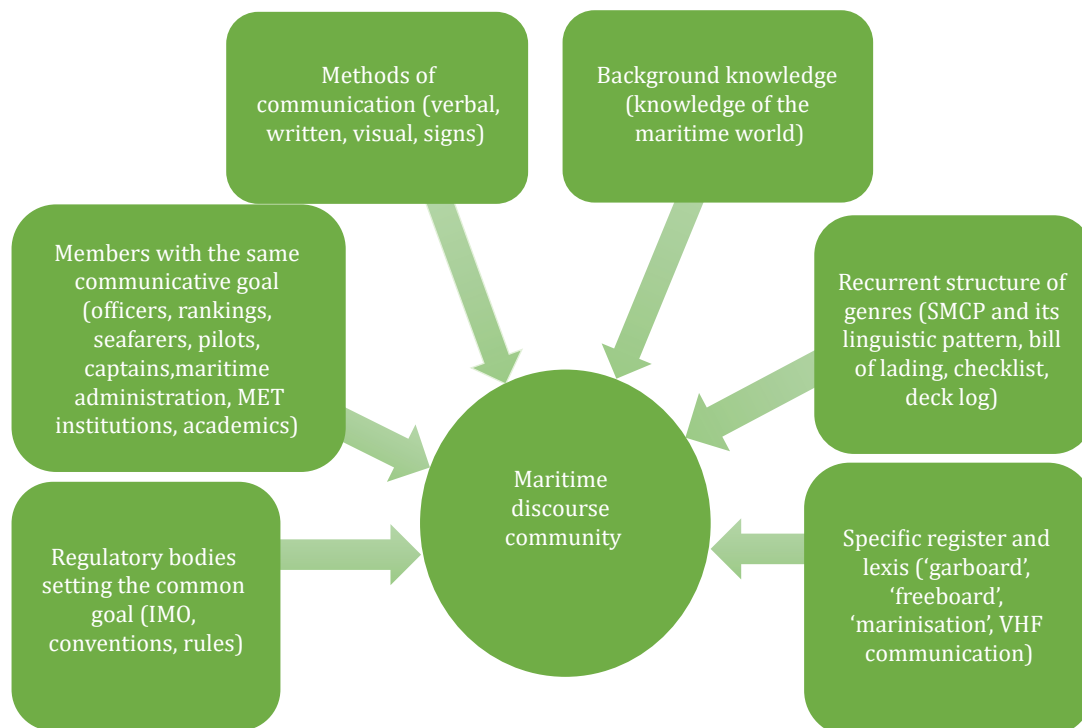 Methods of
communication (verbal,
written, visual, signs)
Background knowledge
(knowledge of the
maritime world)
Members with the same
communicative goal
(officers, rankings,
seafarers, pilots,
captains,maritime
administration, MET
institutions, academics)
Recurrent structure of
genres (SMCP and its
linguistic pattern, bill
of lading, checklist,
deck log)
Maritime
discourse
community
Regulatory bodies
setting the common
goal (IMO,
conventions, rules)
Specific register and
lexis (‘garboard’,
‘freeboard’,
‘marinisation’, VHF
communication)